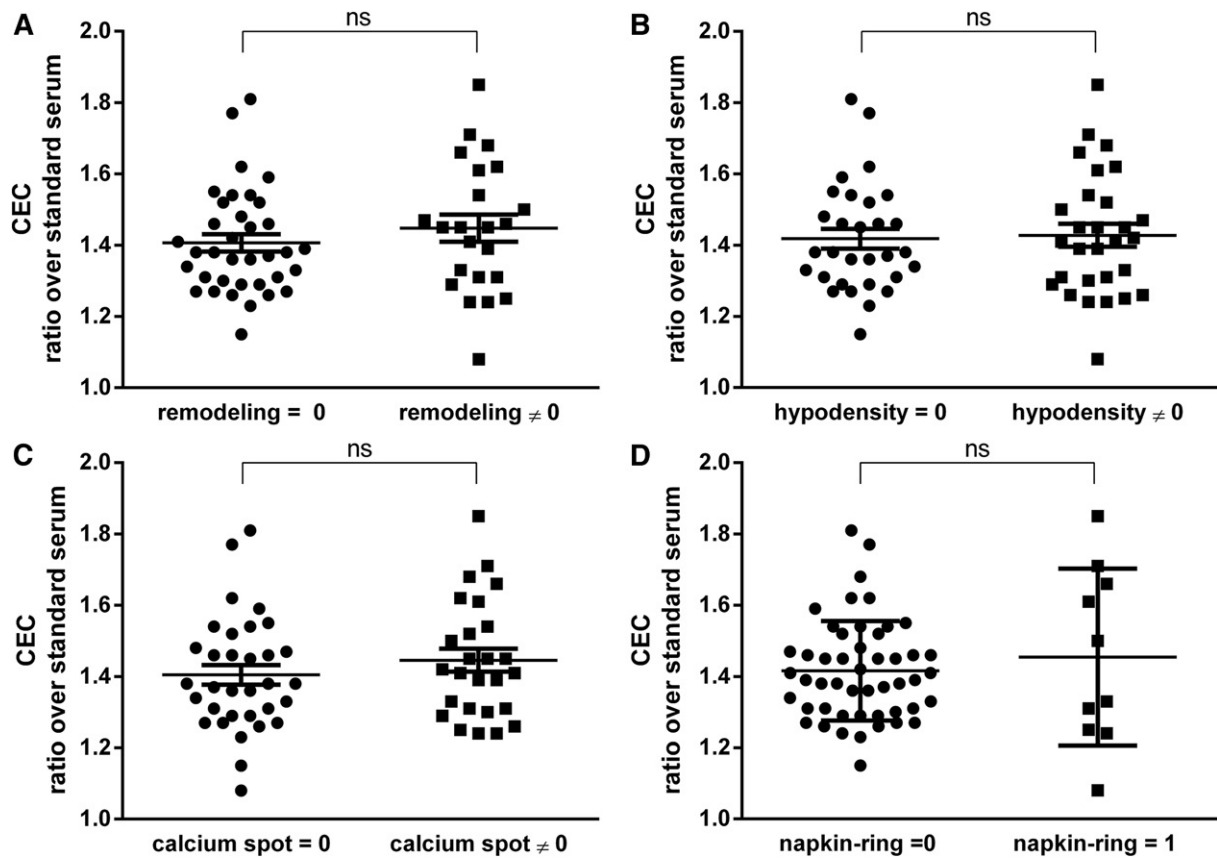 A
ns
CEC
ratio over standard serum
2.0
1.8
1.6
1.4
1.2
1.0
remodeling = 0
remodeling ≠ 0
B
ns
CEC
ratio over standard serum
2.0
1.8
1.6
1.4
1.2
1.0
hypodensity = 0
hypodensity ≠ 0
C
ns
CEC
ratio over standard serum
2.0
1.8
1.6
1.4
1.2
1.0
calcium spot = 0
calcium spot ≠ 0
D
ns
CEC
ratio over standard serum
2.0
1.8
1.6
1.4
1.2
1.0
napkin-ring =0
napkin-ring = 1